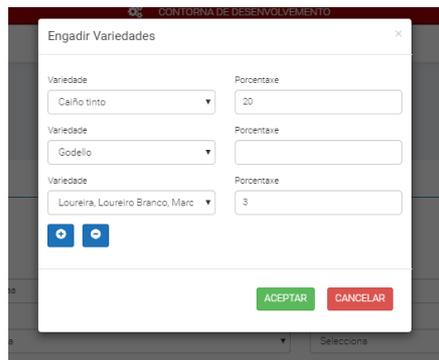 CONTORNA DE DESENVOLVEMENTO
Engadir Variedades ×
Variedade Porcentaxe
Caiño tinto 20
Variedade Porcentaxe
Godello
Variedade Porcentaxe
Loureira, Loureiro Branco, Marc 3
ACEPTAR CANCELAR
Selecciona